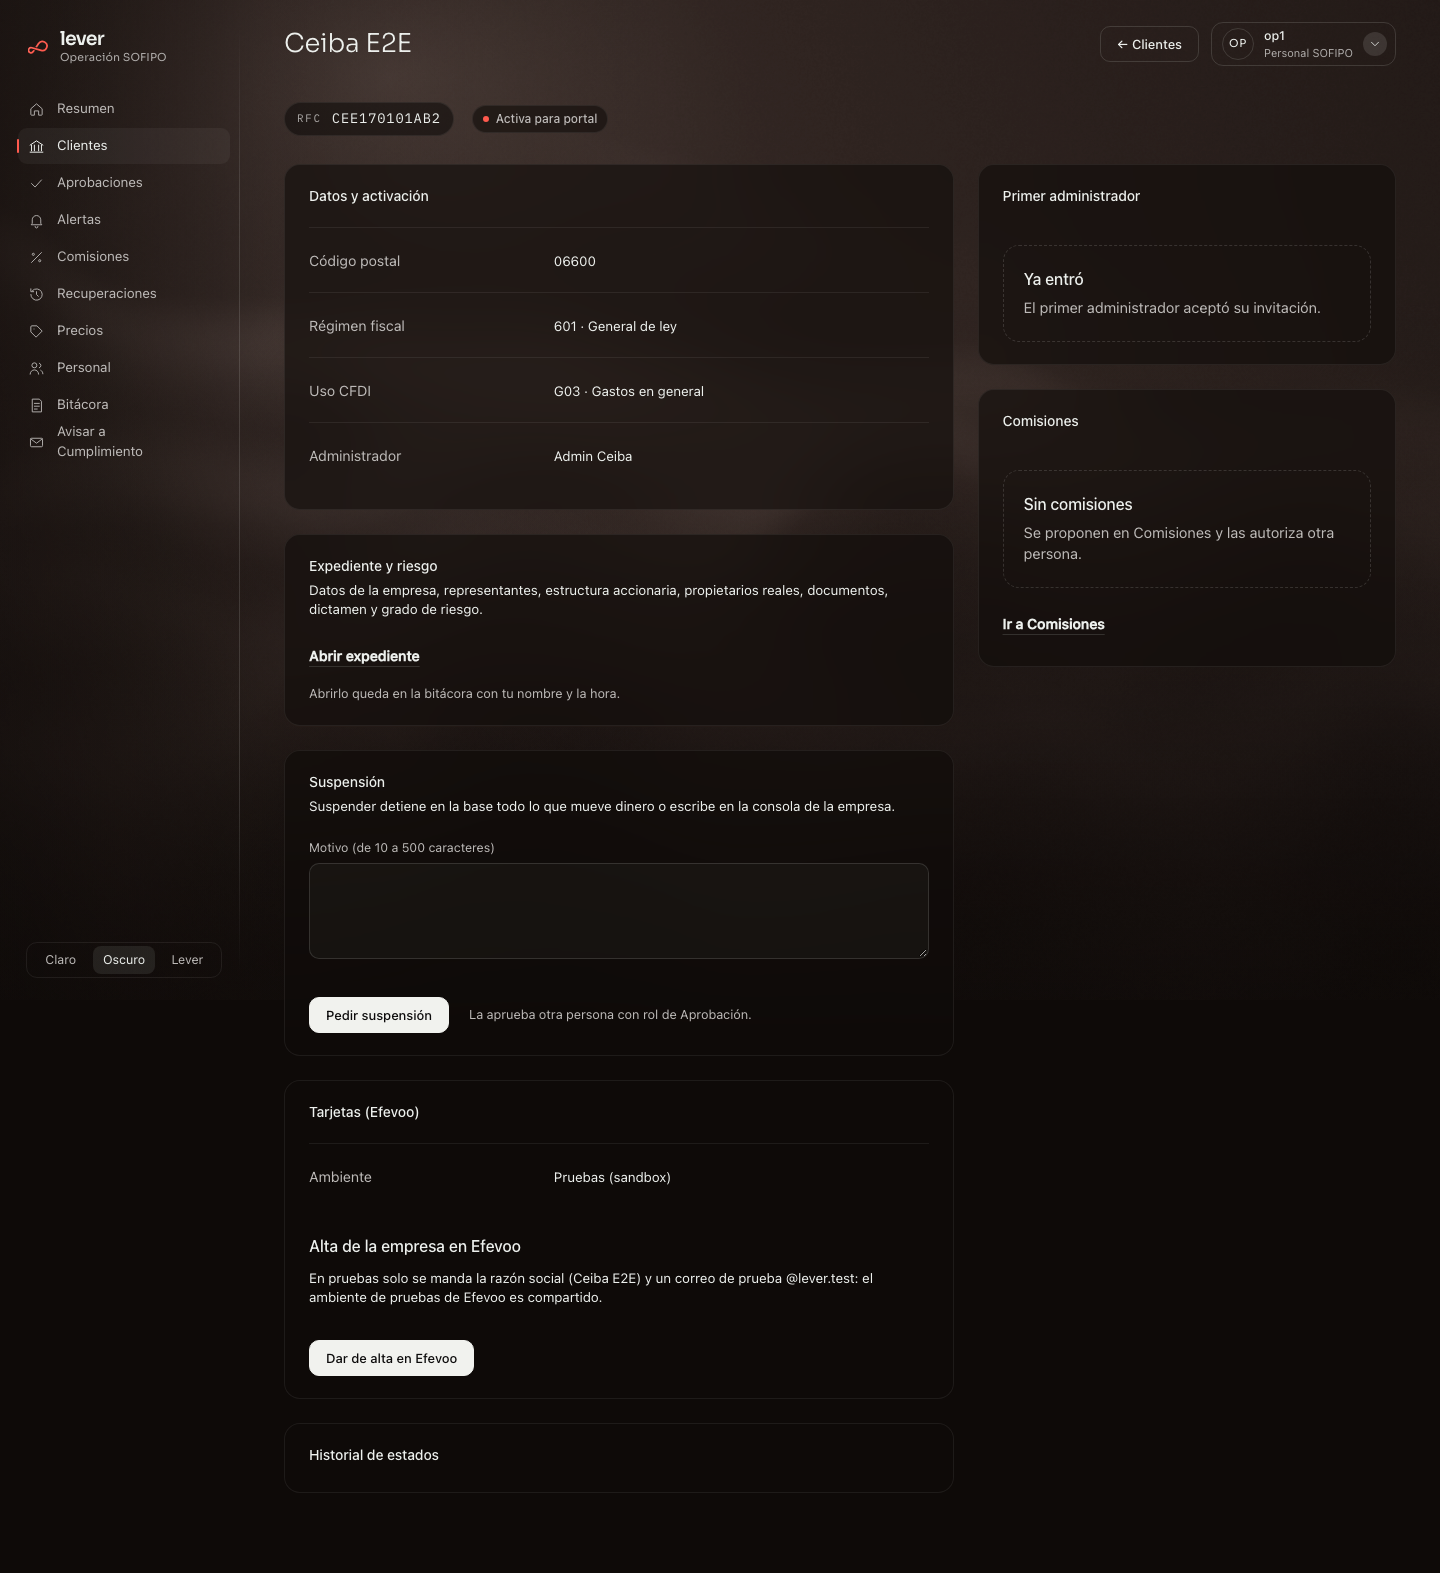 lever
Operación SOFIPO
Resumen
Clientes
Aprobaciones
Alertas
Comisiones
Recuperaciones
Precios
Personal
Bitácora
Avisar a
Cumplimiento
Claro
Oscuro
Lever
Ceiba E2E
← Clientes
OP
op1
Personal SOFIPO
RFC CEE170101AB2
Activa para portal
Datos y activación
Código postal
06600
Régimen fiscal
601 · General de ley
Uso CFDI
G03 · Gastos en general
Administrador
Admin Ceiba
Expediente y riesgo
Datos de la empresa, representantes, estructura accionaria, propietarios reales, documentos,
dictamen y grado de riesgo.
Abrir expediente
Abrirlo queda en la bitácora con tu nombre y la hora.
Suspensión
Suspender detiene en la base todo lo que mueve dinero o escribe en la consola de la empresa.
Motivo (de 10 a 500 caracteres)
Pedir suspensión
La aprueba otra persona con rol de Aprobación.
Tarjetas (Efevoo)
Ambiente
Pruebas (sandbox)
Alta de la empresa en Efevoo
En pruebas solo se manda la razón social (Ceiba E2E) y un correo de prueba @lever.test: el
ambiente de pruebas de Efevoo es compartido.
Dar de alta en Efevoo
Historial de estados
Primer administrador
Ya entró
El primer administrador aceptó su invitación.
Comisiones
Sin comisiones
Se proponen en Comisiones y las autoriza otra
persona.
Ir a Comisiones